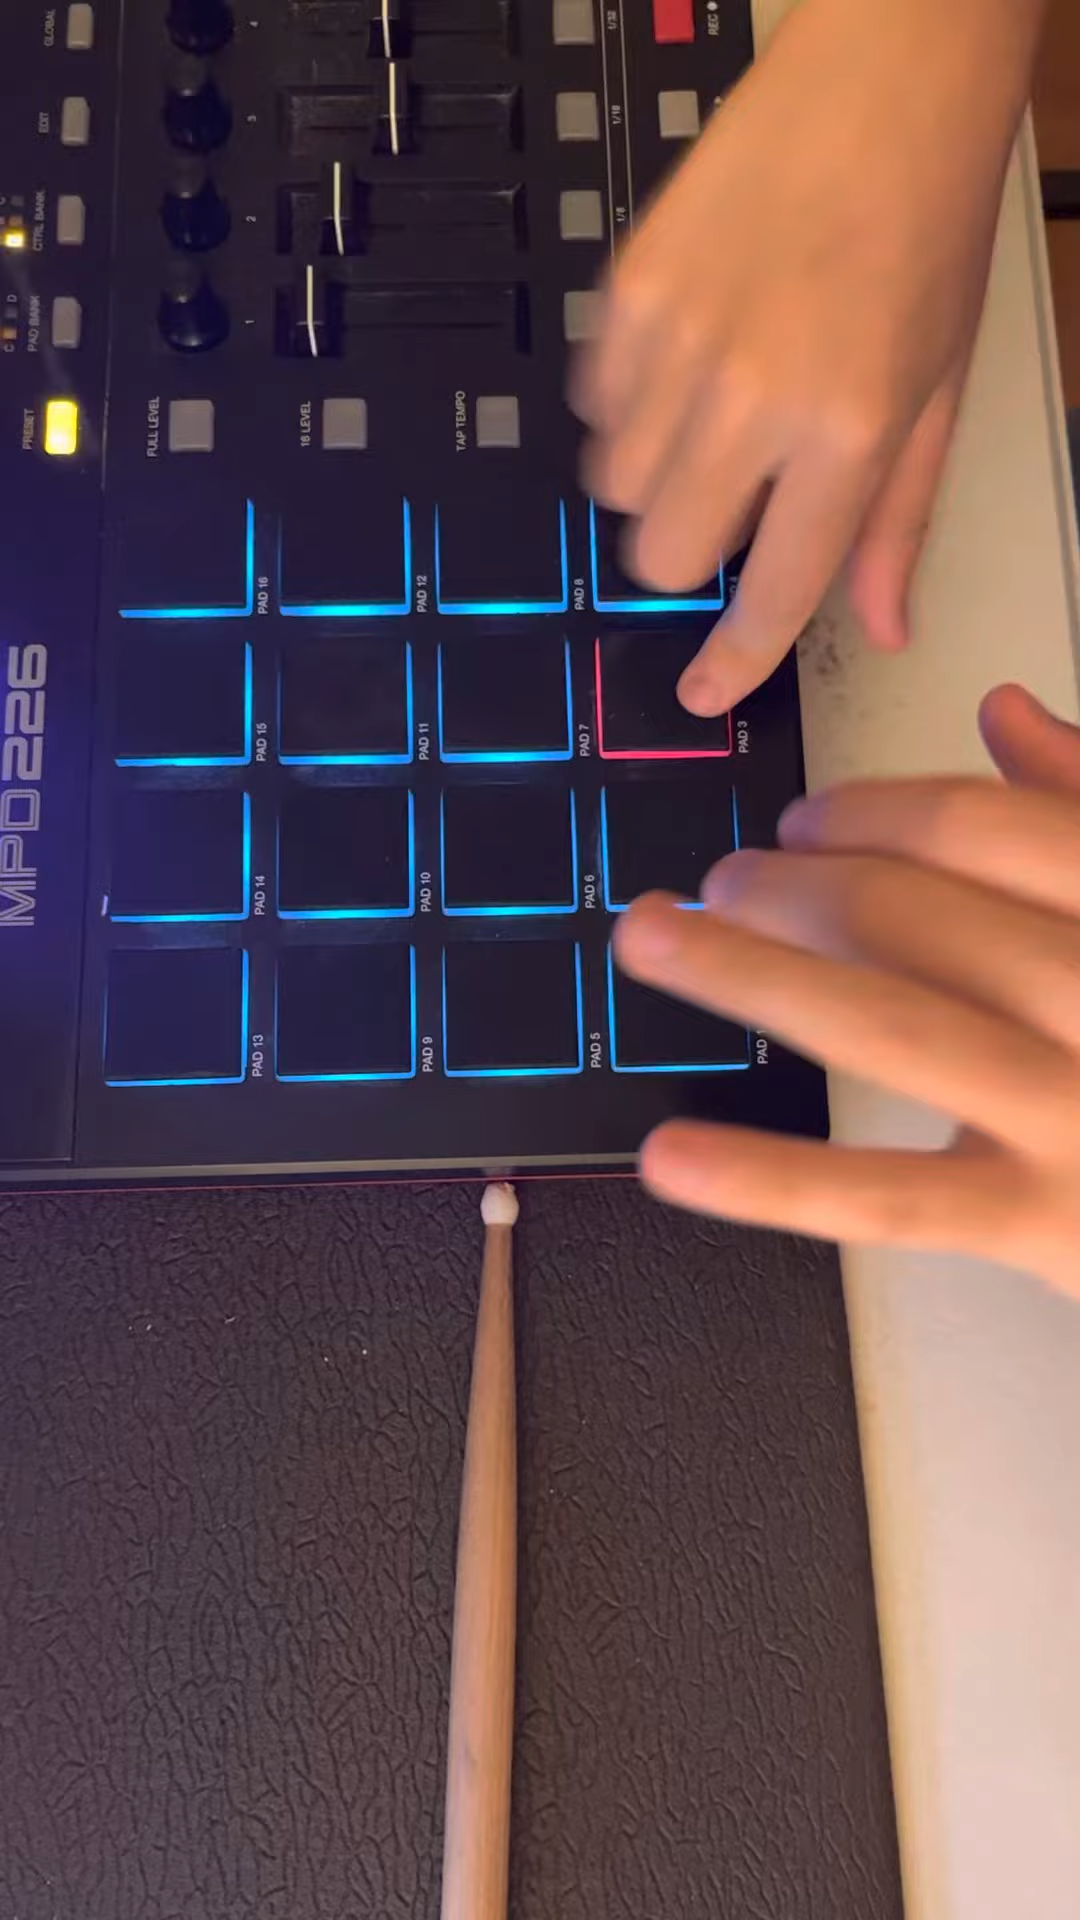 MPD226
PRESET
PAD BANK
CTRL BANK
EDIT
GLOBAL
C
D
FULL LEVEL
16 LEVEL
TAP TEMPO
1
2
3
4
1/8
1/16
1/32
REC
PAD 13
PAD 14
PAD 15
PAD 16
PAD 9
PAD 10
PAD 11
PAD 12
PAD 5
PAD 6
PAD 7
PAD 8
PAD 3